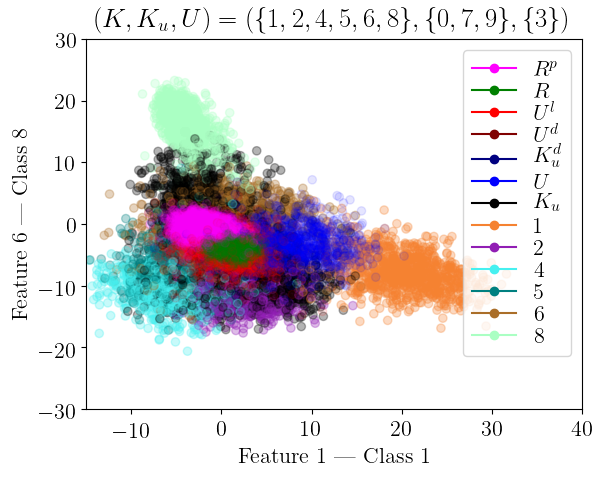 (K, K_u, U) = ({1, 2, 4, 5, 6, 8}, {0, 7, 9}, {3})
30
20
10
0
−10
−20
−30
Feature 6 — Class 8
−10
0
10
20
30
40
Feature 1 — Class 1
R^p
R
U^l
U^d
K_u^d
U
K_u
1
2
4
5
6
8